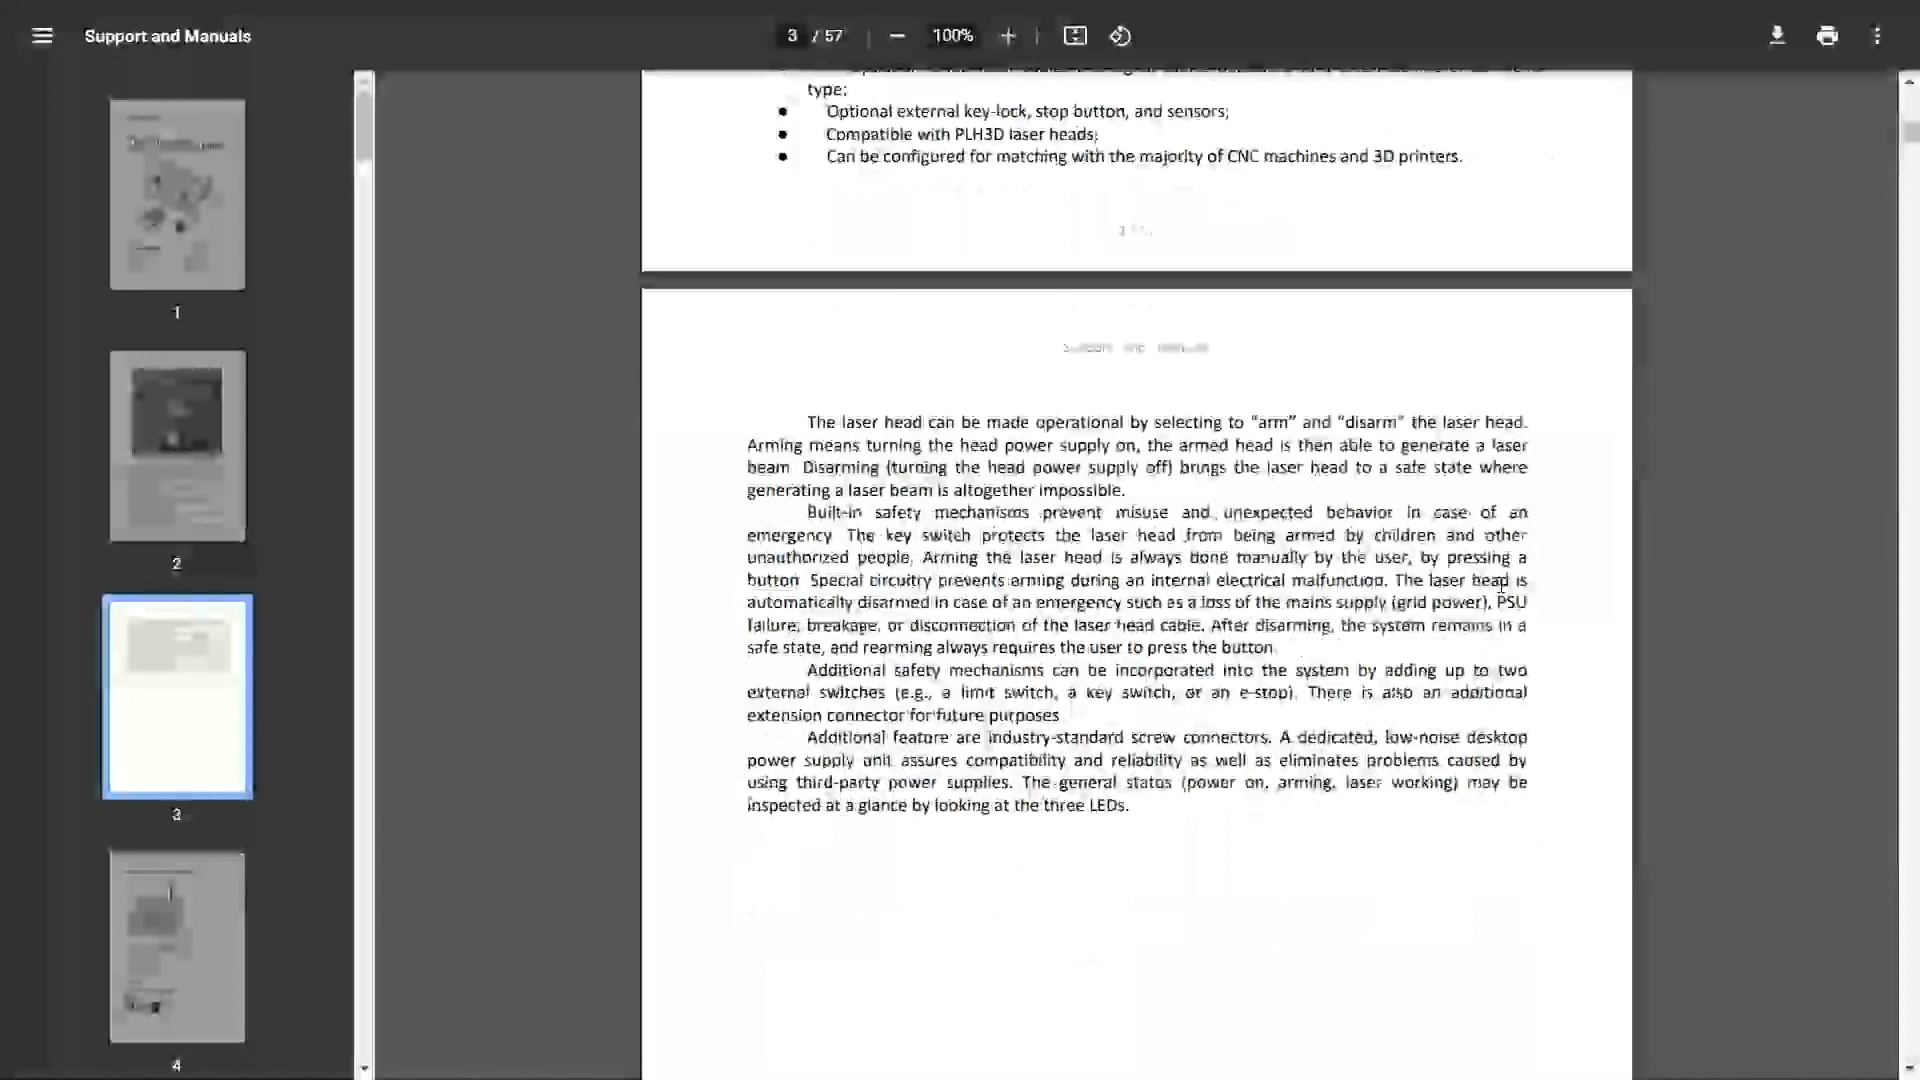 Support and Manuals
3 / 57
100%
type;
● Optional external key-lock, stop button, and sensors;
● Compatible with PLH3D laser heads;
● Can be configured for matching with the majority of CNC machines and 3D printers.
The laser head can be made operational by selecting to “arm” and “disarm” the laser head.
Arming means turning the head power supply on, the armed head is then able to generate a laser
beam. Disarming (turning the head power supply off) brings the laser head to a safe state where
generating a laser beam is altogether impossible.
Built-in safety mechanisms prevent misuse and unexpected behavior in case of an
emergency. The key switch protects the laser head from being armed by children and other
unauthorized people. Arming the laser head is always done manually by the user, by pressing a
button. Special circuitry prevents arming during an internal electrical malfunction. The laser head is
automatically disarmed in case of an emergency such as a loss of the mains supply (grid power), PSU
failure, breakage, or disconnection of the laser head cable. After disarming, the system remains in a
safe state, and rearming always requires the user to press the button.
Additional safety mechanisms can be incorporated into the system by adding up to two
external switches (e.g., a limit switch, a key switch, or an e-stop). There is also an additional
extension connector for future purposes.
Additional feature are industry-standard screw connectors. A dedicated, low-noise desktop
power supply unit assures compatibility and reliability as well as eliminates problems caused by
using third-party power supplies. The general status (power on, arming, laser working) may be
inspected at a glance by looking at the three LEDs.
1
2
3
4